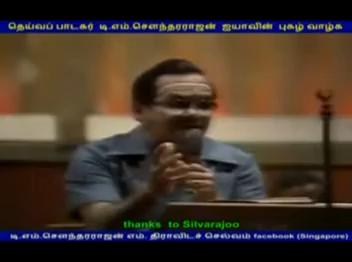 தெய்வப் பாடகர் டி.எம்.சௌந்தரராஜன் ஐயாவின் புகழ் வாழ்க
thanks to Silvarajoo
டி.எம்.சௌந்தரராஜன் எம். திராவிடச் செல்வம் facebook (Singapore)